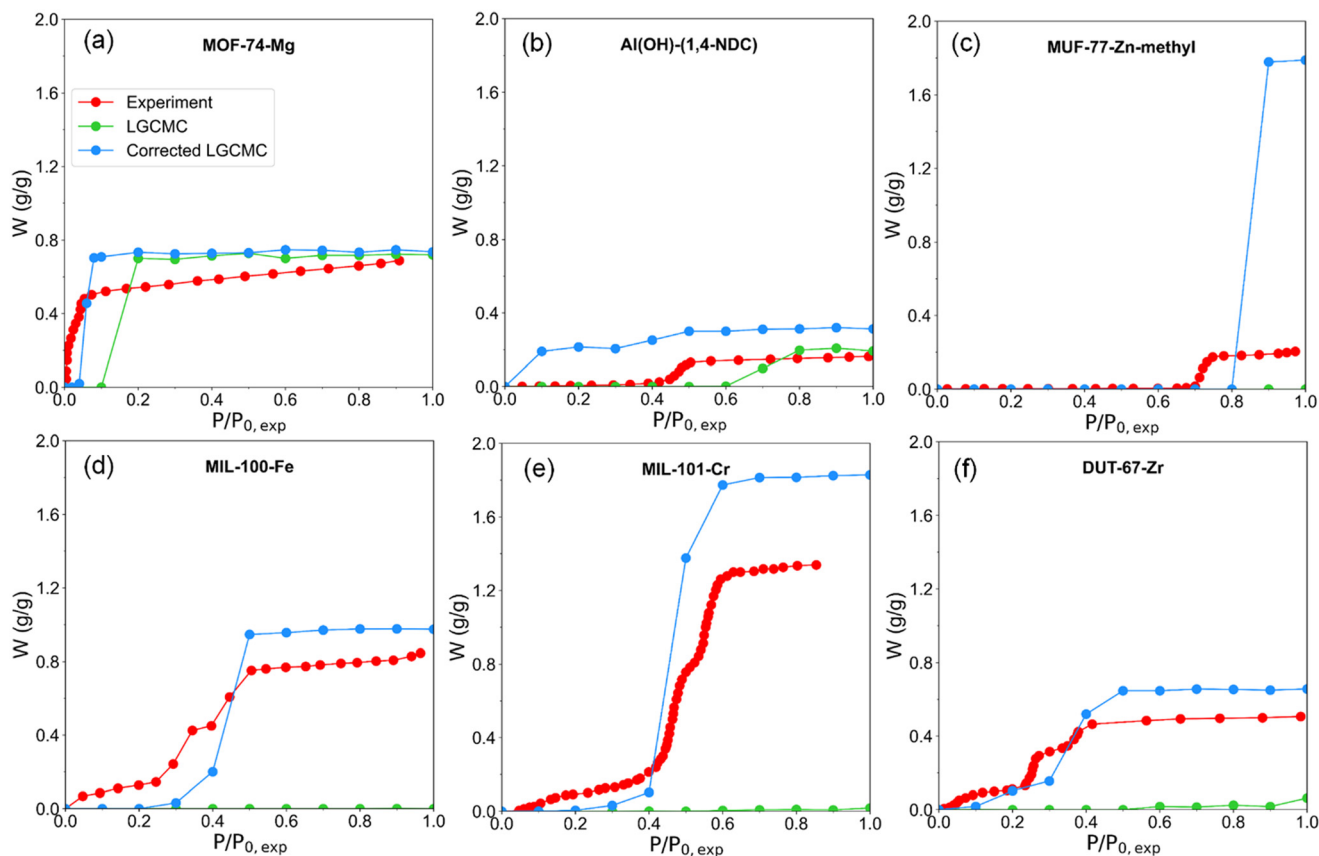 (a) MOF-74-Mg
2.0
1.6
1.2
0.8
0.4
0.0
W (g/g)
Experiment
LGCMC
Corrected LGCMC
0.0 0.2 0.4 0.6 0.8 1.0
P/P0, exp
(b) Al(OH)-(1,4-NDC)
2.0
1.6
1.2
0.8
0.4
0.0
W (g/g)
0.0 0.2 0.4 0.6 0.8 1.0
P/P0, exp
(c) MUF-77-Zn-methyl
2.0
1.6
1.2
0.8
0.4
0.0
W (g/g)
0.0 0.2 0.4 0.6 0.8 1.0
P/P0, exp
(d) MIL-100-Fe
2.0
1.6
1.2
0.8
0.4
0.0
W (g/g)
0.0 0.2 0.4 0.6 0.8 1.0
P/P0, exp
(e) MIL-101-Cr
2.0
1.6
1.2
0.8
0.4
0.0
W (g/g)
0.0 0.2 0.4 0.6 0.8 1.0
P/P0, exp
(f) DUT-67-Zr
2.0
1.6
1.2
0.8
0.4
0.0
W (g/g)
0.0 0.2 0.4 0.6 0.8 1.0
P/P0, exp